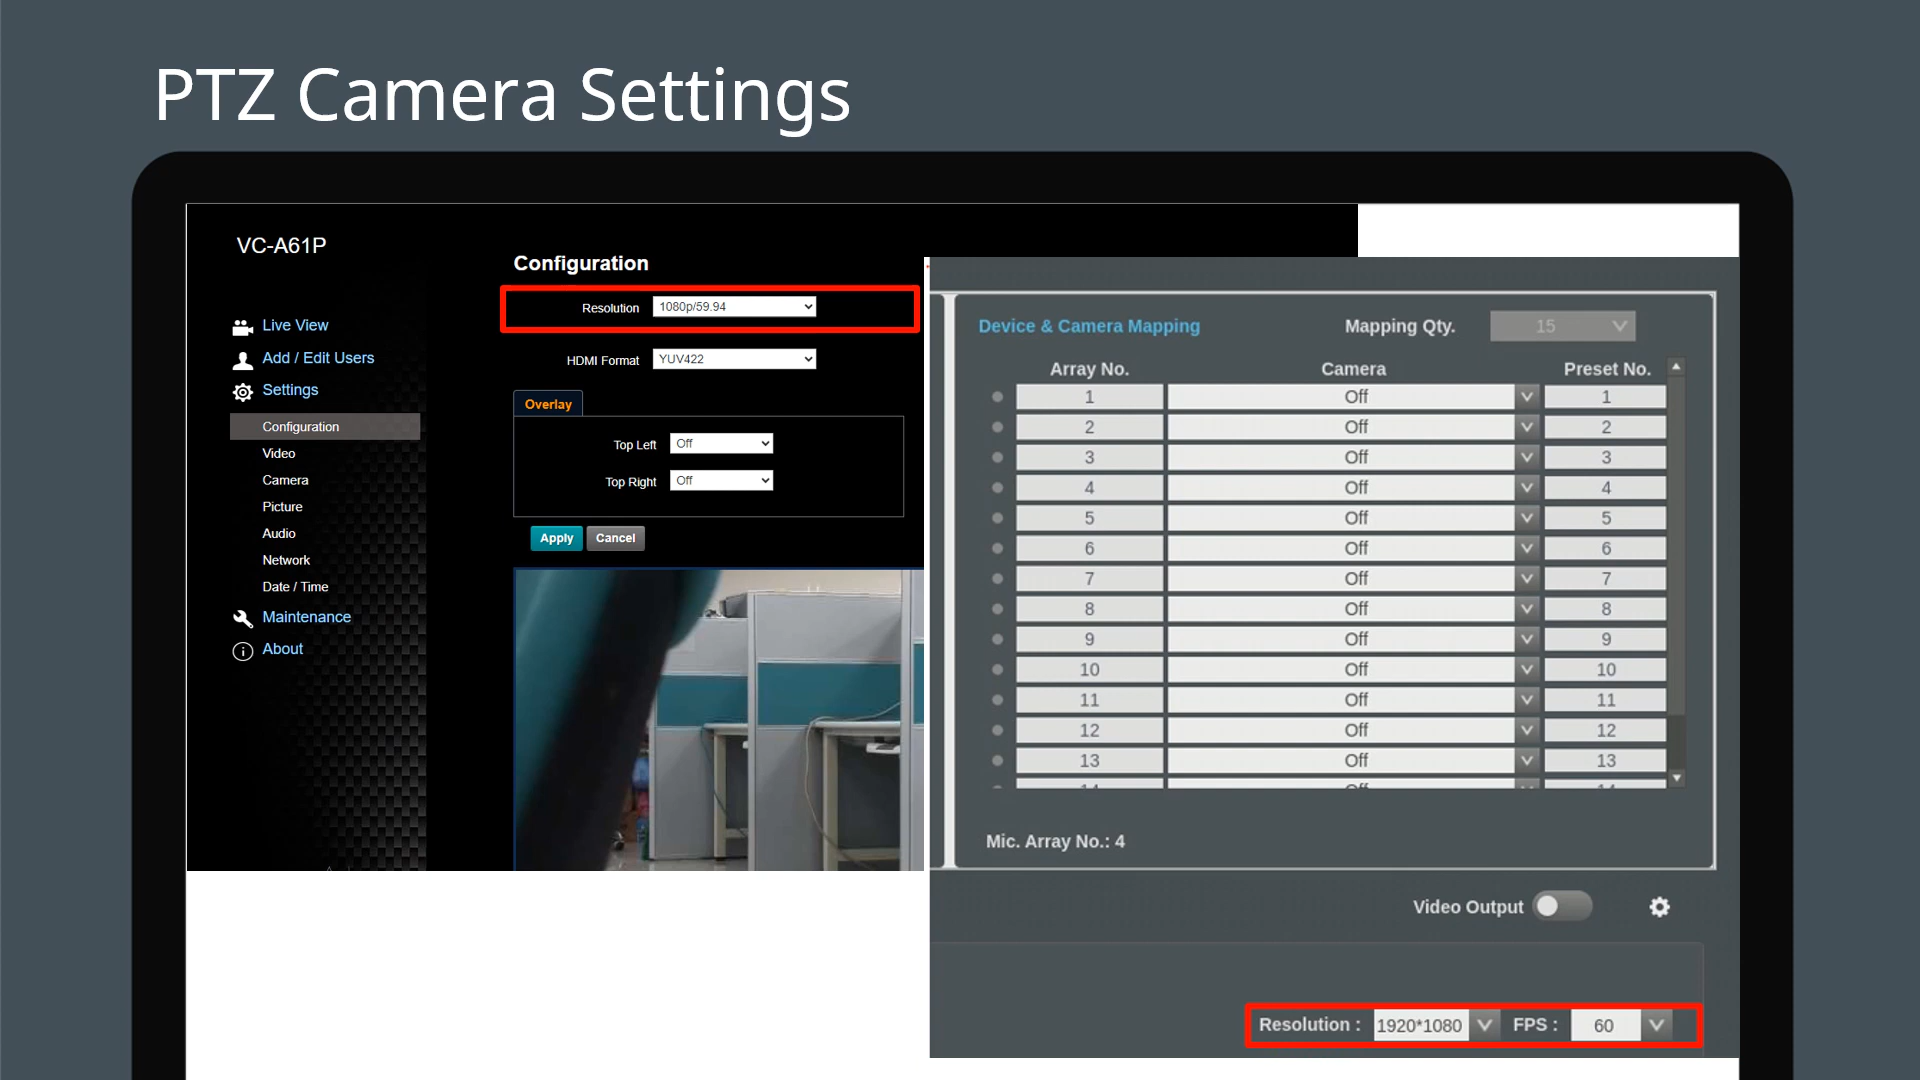 PTZ Camera Settings
VC-A61P
Live View
Add / Edit Users
Settings
Configuration
Video
Camera
Picture
Audio
Network
Date / Time
Maintenance
About
Configuration
Resolution 1080p/59.94
HDMI Format YUV422
Overlay
Top Left Off
Top Right Off
Apply Cancel
Device & Camera Mapping Mapping Qty. 15
Array No. Camera Preset No.
1 Off 1
2 Off 2
3 Off 3
4 Off 4
5 Off 5
6 Off 6
7 Off 7
8 Off 8
9 Off 9
10 Off 10
11 Off 11
12 Off 12
13 Off 13
14 Off 14
Mic. Array No.: 4
Video Output
Resolution : 1920*1080 FPS : 60